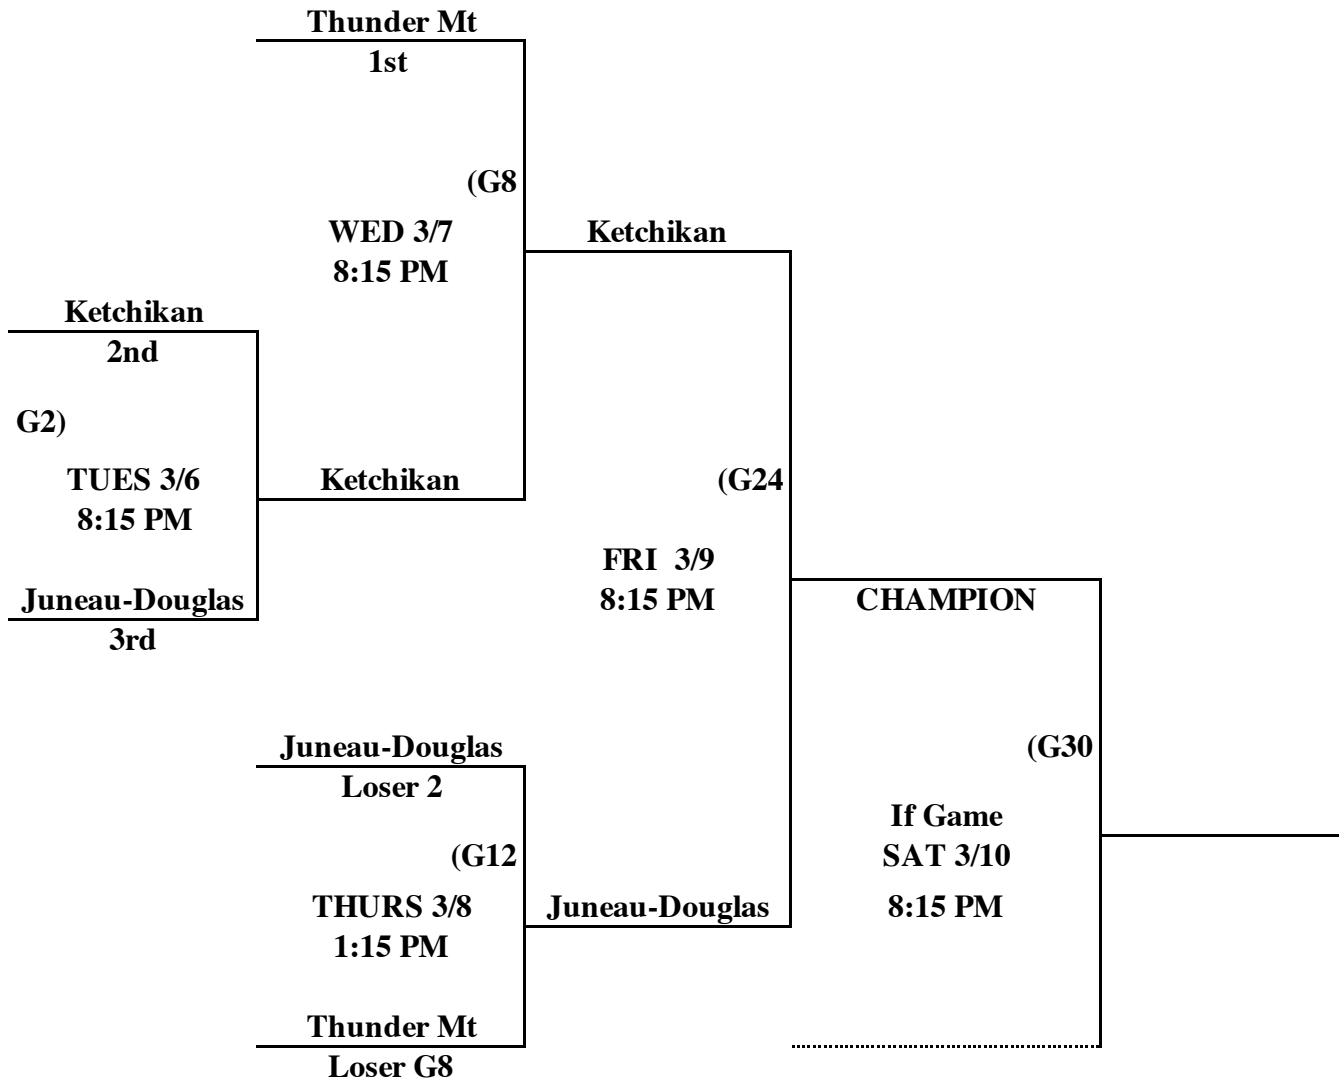 Thunder Mt
1st
(G8
WED 3/7
8:15 PM
Ketchikan
Ketchikan
2nd
G2)
TUES 3/6
8:15 PM
Ketchikan
(G24
Juneau-Douglas
3rd
FRI  3/9
8:15 PM
CHAMPION
Juneau-Douglas
Loser 2
(G12
THURS 3/8
1:15 PM
Juneau-Douglas
(G30
If Game
SAT 3/10
8:15 PM
Thunder Mt
Loser G8